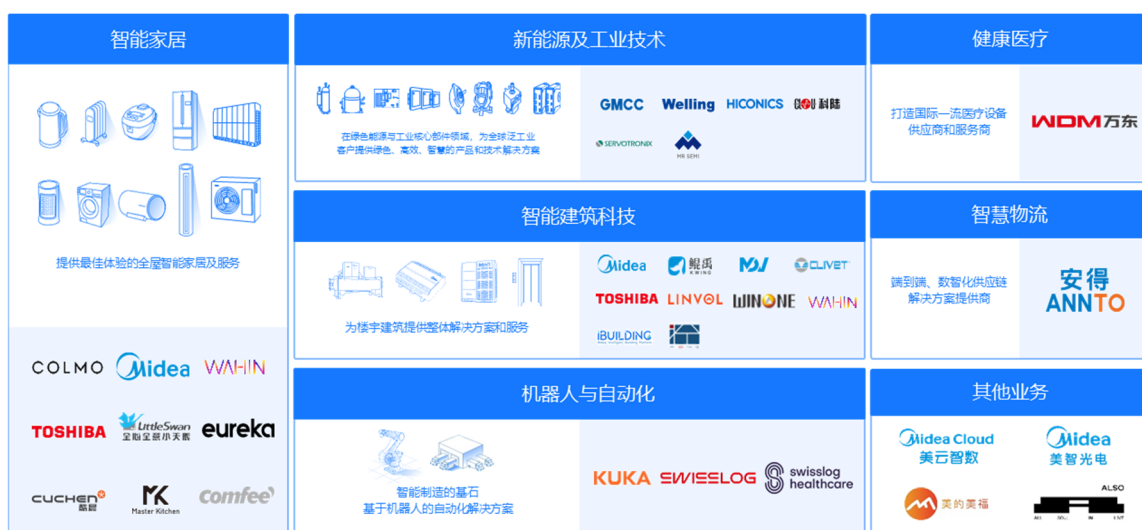 智能家居
提供最佳体验的全屋智能家居及服务
COLMO
Midea
WAHIN
TOSHIBA
LittleSwan
全心全意小天鹅
eureka
CUCHEN
酷晨
MK
Master Kitchen
comfee'
新能源及工业技术
在绿色能源与工业核心部件领域，为全球泛工业
客户提供绿色、高效、智慧的产品和技术解决方案
GMCC
Welling
HICONICS
科陆
SERVOTRONIX
MR SEMI
智能建筑科技
为楼宇建筑提供整体解决方案和服务
Midea
鲲禹
KWING
MDV
CLIVET
TOSHIBA
LINVOL
WINONE
WAHIN
iBUILDING
机器人与自动化
智能制造的基石
基于机器人的自动化解决方案
KUKA
SWISSLOG
swisslog
healthcare
健康医疗
打造国际一流医疗设备
供应商和服务商
WDM万东
智慧物流
端到端、数智化供应链
解决方案提供商
安得
ANNTO
其他业务
Midea Cloud
美云智数
Midea
美智光电
美的美福
ALSO